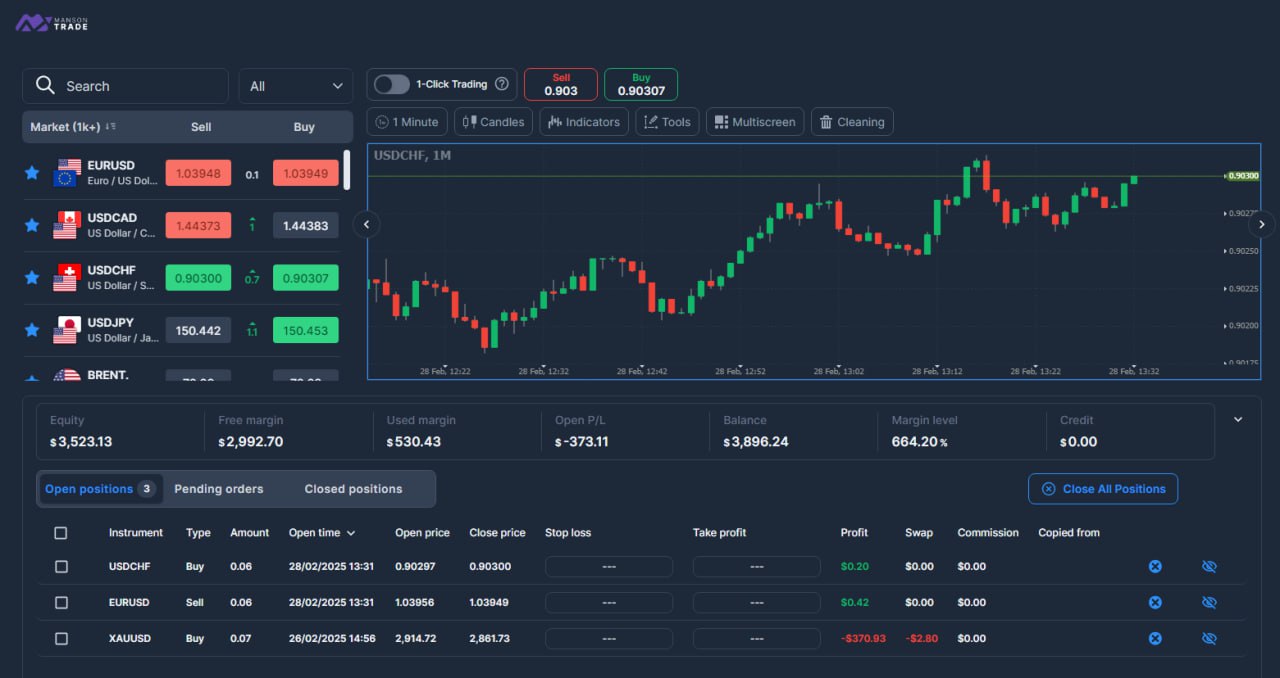 MANSON
TRADE
Search
All
1-Click Trading
Sell
0.903
Buy
0.90307
Market (1k+) Sell Buy
1 Minute
Candles
Indicators
Tools
Multiscreen
Cleaning
EURUSD
Euro / US Dol...
1.03948
0.1
1.03949
USDCAD
US Dollar / C...
1.44373
1
1.44383
USDCHF
US Dollar / S...
0.90300
0.7
0.90307
USDJPY
US Dollar / Ja...
150.442
1.1
150.453
BRENT.
USDCHF, 1M
0.90300
0.90275
0.90250
0.90225
0.90200
0.90175
28 Feb, 12:22 28 Feb, 12:32 28 Feb, 12:42 28 Feb, 12:52 28 Feb, 13:02 28 Feb, 13:12 28 Feb, 13:22 28 Feb, 13:32
Equity Free margin Used margin Open P/L Balance Margin level Credit
$ 3,523.13 $ 2,992.70 $ 530.43 $ -373.11 $ 3,896.24 664.20 % $ 0.00
Open positions 3 Pending orders Closed positions Close All Positions
Instrument Type Amount Open time Open price Close price Stop loss Take profit Profit Swap Commission Copied from
USDCHF Buy 0.06 28/02/2025 13:31 0.90297 0.90300 --- --- $0.20 $0.00 $0.00
EURUSD Sell 0.06 28/02/2025 13:31 1.03956 1.03949 --- --- $0.42 $0.00 $0.00
XAUUSD Buy 0.07 26/02/2025 14:56 2,914.72 2,861.73 --- --- -$370.93 -$2.80 $0.00